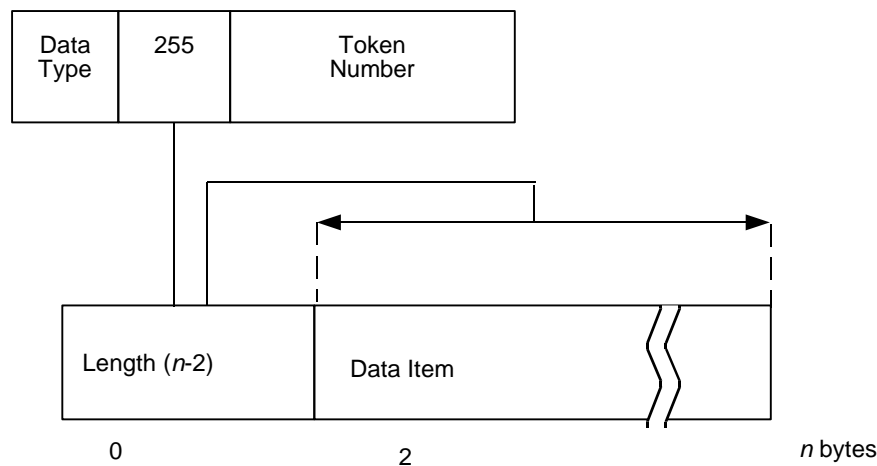 Data
Type
255
Token
Number
Length (n-2)
Data Item
0
2
n bytes